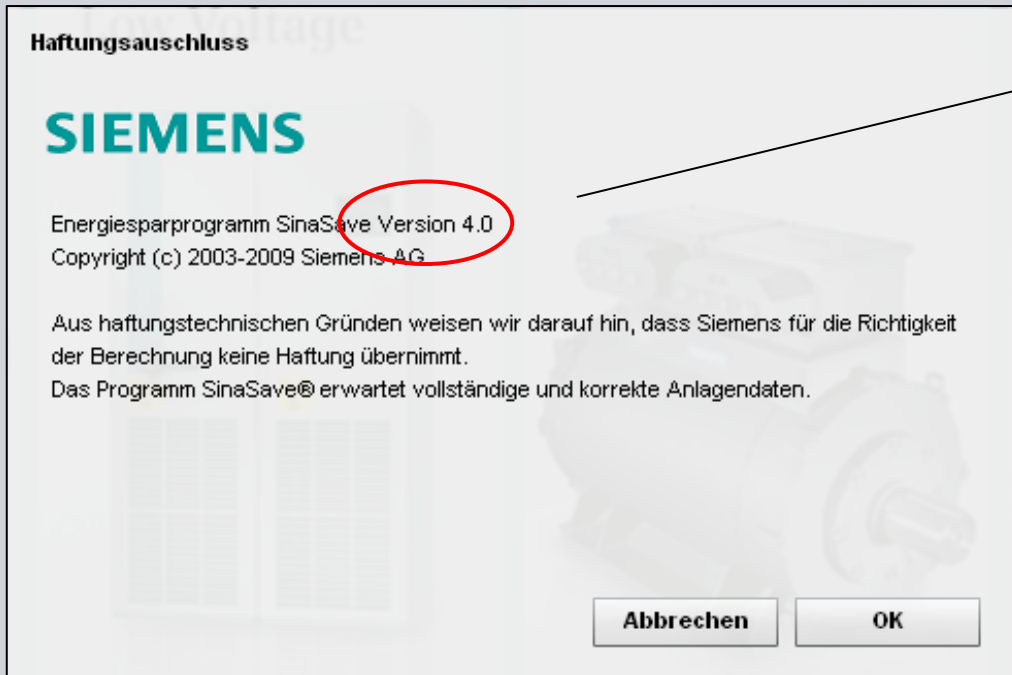 Low Voltage
Haftungsauschluss
SIEMENS
Energiesparprogramm SinaSave Version 4.0
Copyright (c) 2003-2009 Siemens AG
Aus haftungstechnischen Gründen weisen wir darauf hin, dass Siemens für die Richtigkeit
der Berechnung keine Haftung übernimmt.
Das Programm SinaSave® erwartet vollständige und korrekte Anlagendaten.
Abbrechen OK